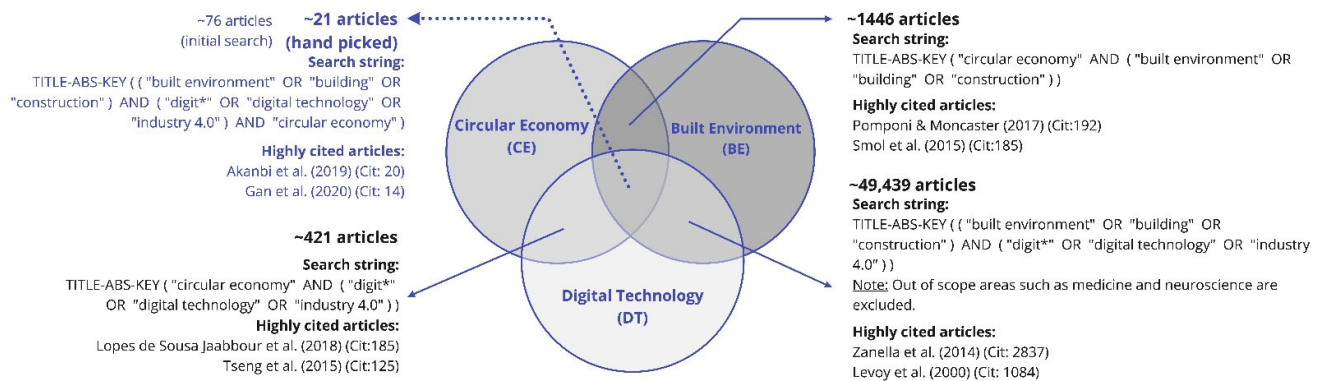 ~76 articles
(initial search)
~21 articles
(hand picked)
Search string:
TITLE-ABS-KEY ( ( "built environment" OR "building" OR
"construction" ) AND ( "digit*" OR "digital technology" OR
"industry 4.0" ) AND "circular economy" )
Highly cited articles:
Akanbi et al. (2019) (Cit: 20)
Gan et al. (2020) (Cit: 14)
~421 articles
Search string:
TITLE-ABS-KEY ( "circular economy" AND ( "digit*"
OR "digital technology" OR "industry 4.0" ) )
Highly cited articles:
Lopes de Sousa Jaabbour et al. (2018) (Cit:185)
Tseng et al. (2015) (Cit:125)
Circular Economy
(CE)
Built Environment
(BE)
Digital Technology
(DT)
~1446 articles
Search string:
TITLE-ABS-KEY ( "circular economy" AND ( "built environment" OR
"building" OR "construction" ) )
Highly cited articles:
Pomponi & Moncaster (2017) (Cit:192)
Smol et al. (2015) (Cit:185)
~49,439 articles
Search string:
TITLE-ABS-KEY ( ( "built environment" OR "building" OR
"construction" ) AND ( "digit*" OR "digital technology" OR "industry
4.0" ) )
Note: Out of scope areas such as medicine and neuroscience are
excluded.
Highly cited articles:
Zanella et al. (2014) (Cit: 2837)
Levoy et al. (2000) (Cit: 1084)